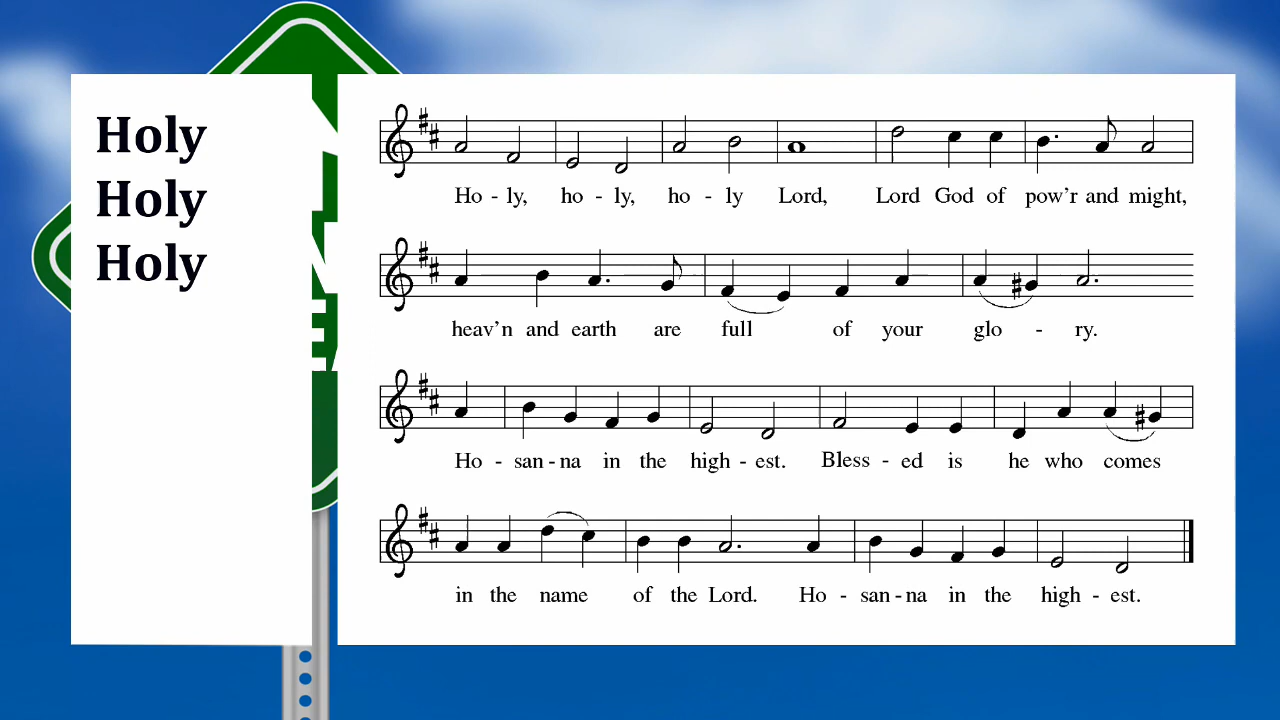 Holy
Holy
Holy
Ho - ly, ho - ly, ho - ly Lord, Lord God of pow'r and might,
heav'n and earth are full of your glo - ry.
Ho - san - na in the high - est. Bless - ed is he who comes
in the name of the Lord. Ho - san - na in the high - est.